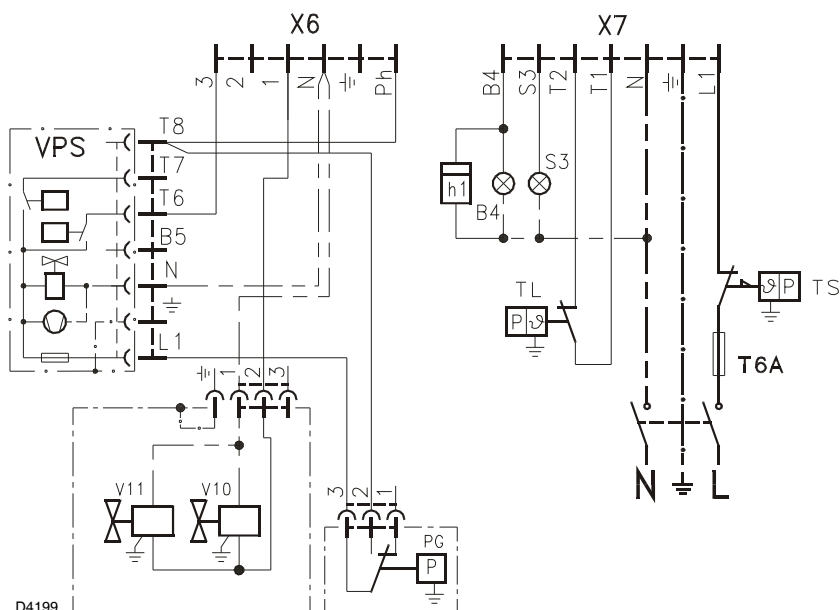 X6
X7
3 2 1 N Ph
B4 S3 T2 T1 N L1
VPS
T8
T7
T6
B5
N
L1
h1
B4
S3
TL
P ϑ
ϑ P
TS
T6A
1 2 3
N L
V11
V10
3 2 1
PG
P
D4199